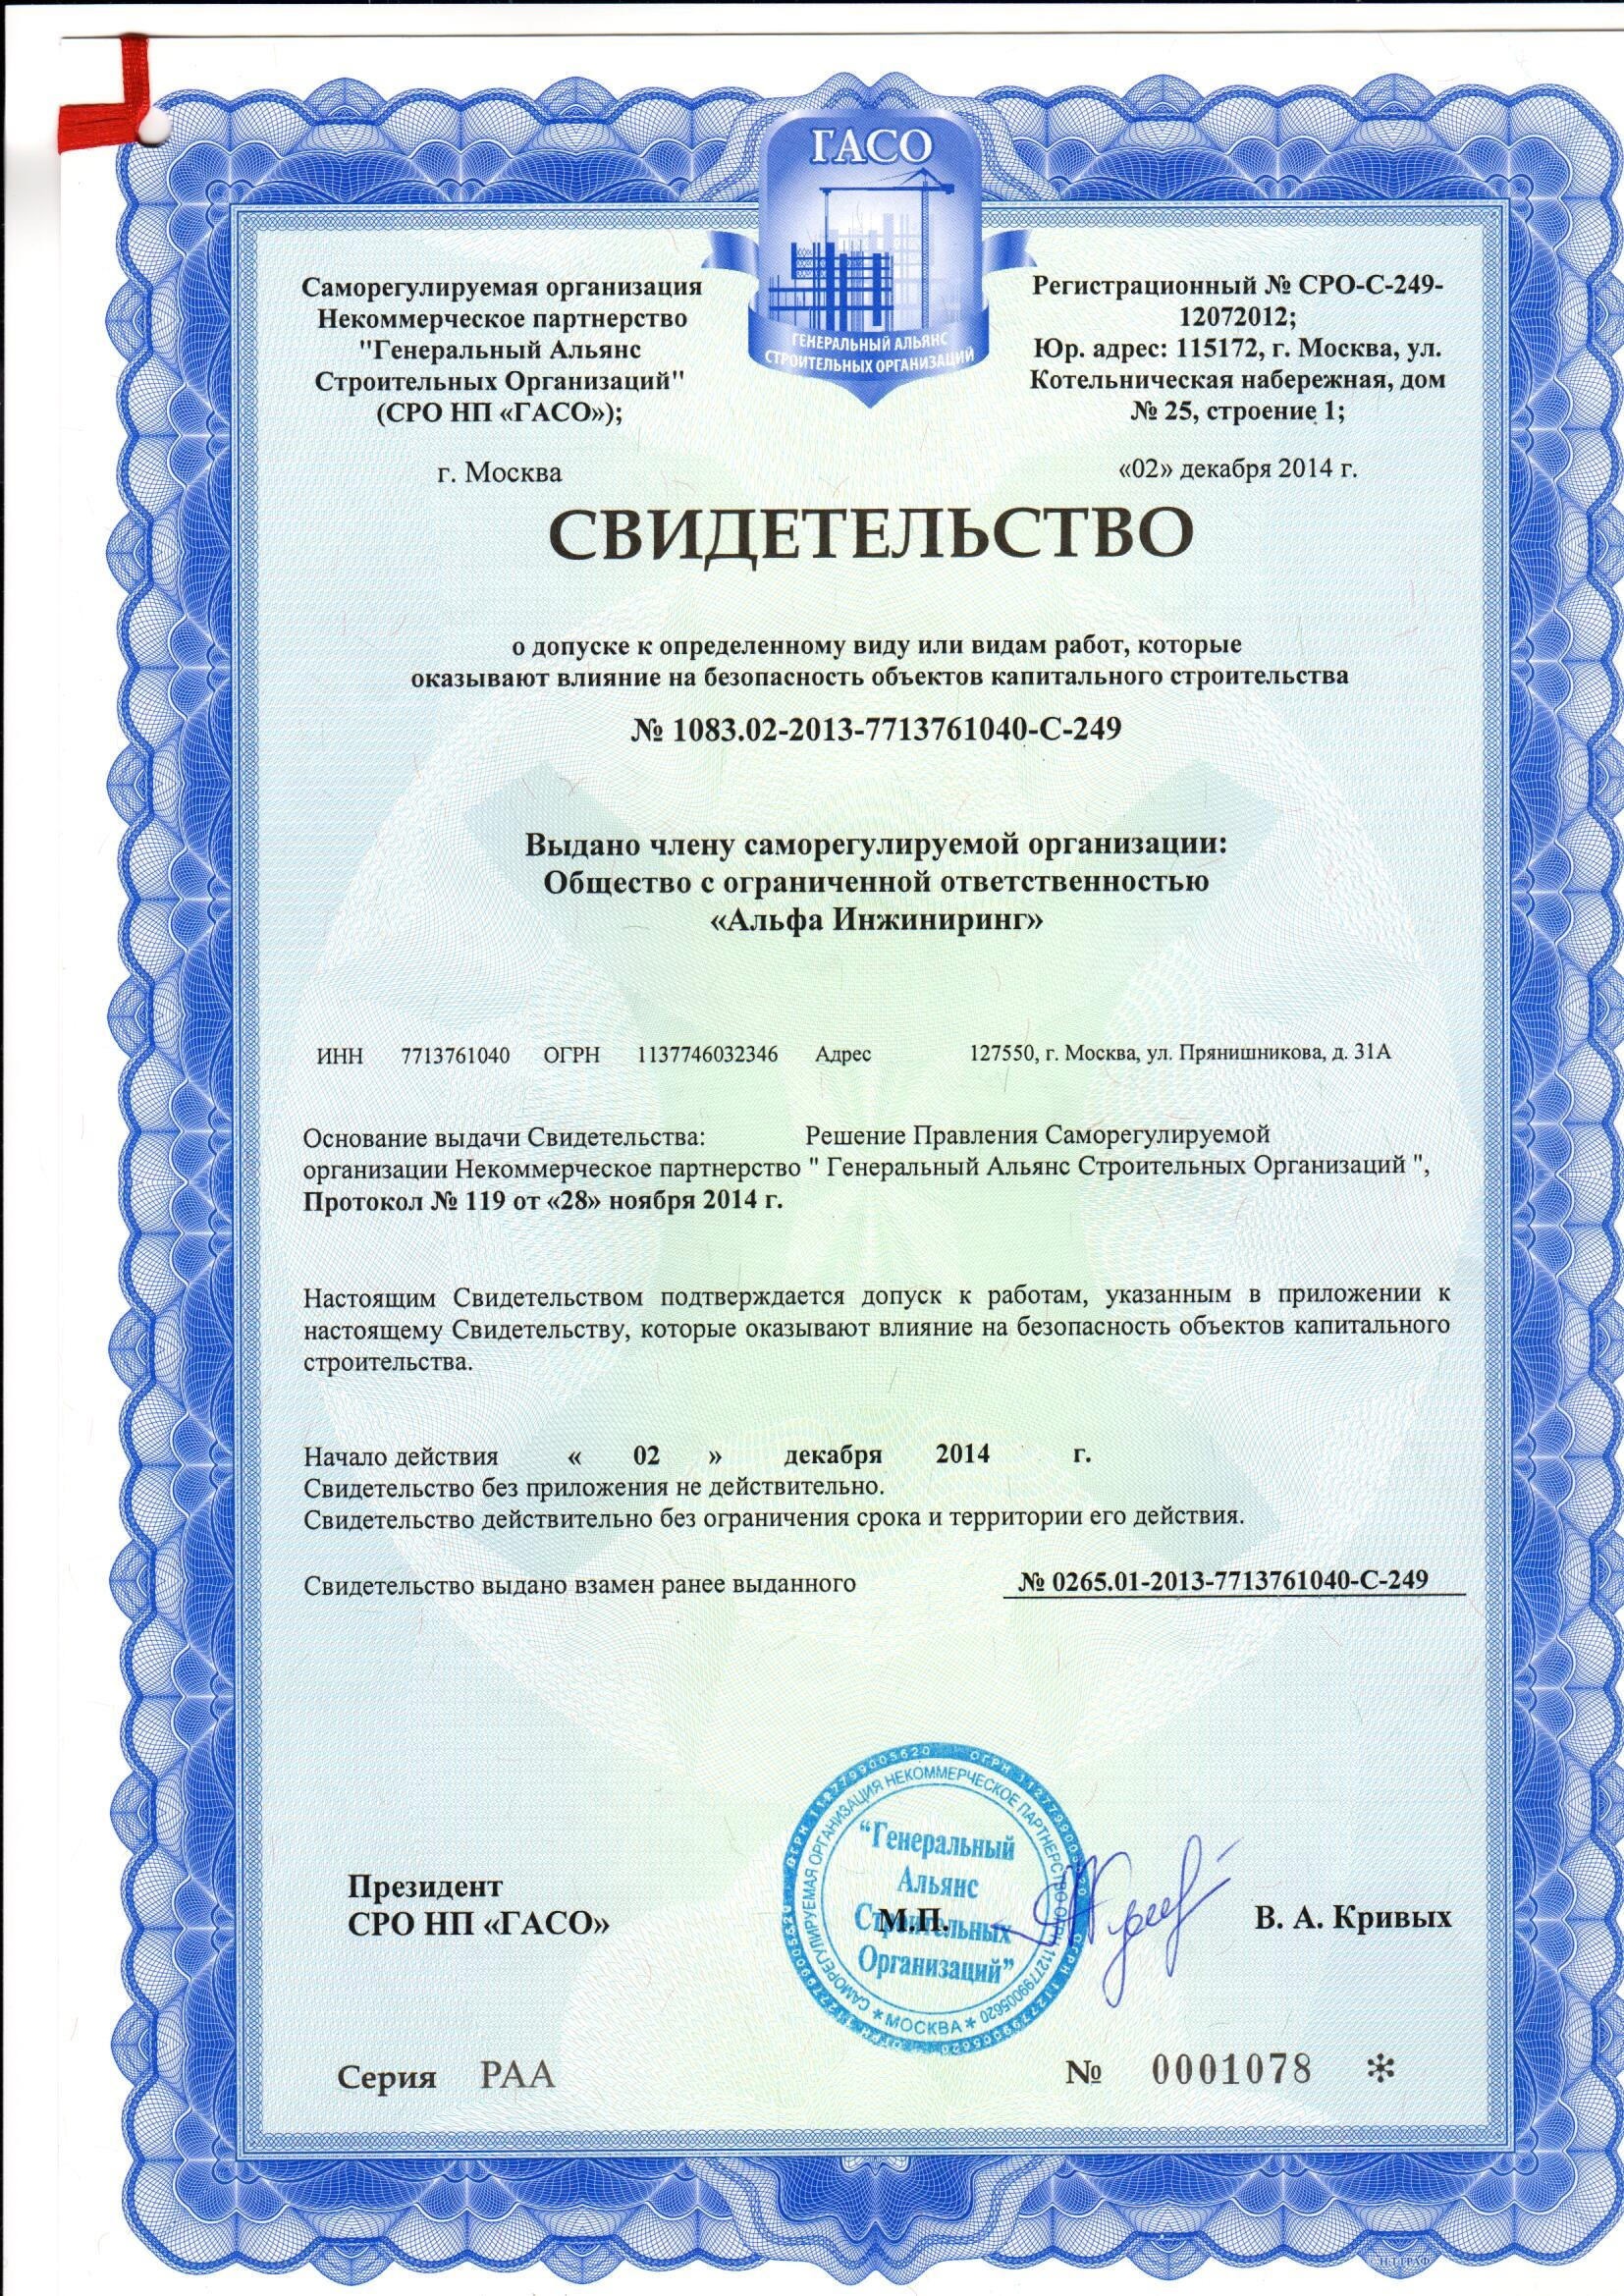 ГАСО
ГЕНЕРАЛЬНЫЙ АЛЬЯНС
СТРОИТЕЛЬНЫХ ОРГАНИЗАЦИЙ
Саморегулируемая организация
Некоммерческое партнерство
"Генеральный Альянс
Строительных Организаций"
(СРО НП «ГАСО»);
г. Москва
Регистрационный № СРО-С-249-
12072012;
Юр. адрес: 115172, г. Москва, ул.
Котельническая набережная, дом
№ 25, строение 1;
«02» декабря 2014 г.
СВИДЕТЕЛЬСТВО
о допуске к определенному виду или видам работ, которые
оказывают влияние на безопасность объектов капитального строительства
№ 1083.02-2013-7713761040-С-249
Выдано члену саморегулируемой организации:
Общество с ограниченной ответственностью
«Альфа Инжиниринг»
ИНН 7713761040 ОГРН 1137746032346 Адрес 127550, г. Москва, ул. Прянишникова, д. 31А
Основание выдачи Свидетельства: Решение Правления Саморегулируемой
организации Некоммерческое партнерство " Генеральный Альянс Строительных Организаций ",
Протокол № 119 от «28» ноября 2014 г.
Настоящим Свидетельством подтверждается допуск к работам, указанным в приложении к
настоящему Свидетельству, которые оказывают влияние на безопасность объектов капитального
строительства.
Начало действия « 02 » декабря 2014 г.
Свидетельство без приложения не действительно.
Свидетельство действительно без ограничения срока и территории его действия.
Свидетельство выдано взамен ранее выданного № 0265.01-2013-7713761040-С-249
Президент
СРО НП «ГАСО»
М.П.
В. А. Кривых
ОГРН 1127799005620 ОГРН 1127799005620 ОГРН 1127799005620
САМОРЕГУЛИРУЕМАЯ ОРГАНИЗАЦИЯ НЕКОММЕРЧЕСКОЕ ПАРТНЕРСТВО ОГРН 1127799005620
* МОСКВА *
"Генеральный
Альянс
Строительных
Организаций"
Серия РАА
№ 0001078 *